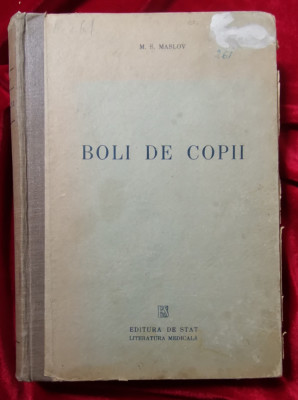 M. S. MASLOV
BOLI DE COPII
EDITURA DE STAT
LITERATURA MEDICALĂ